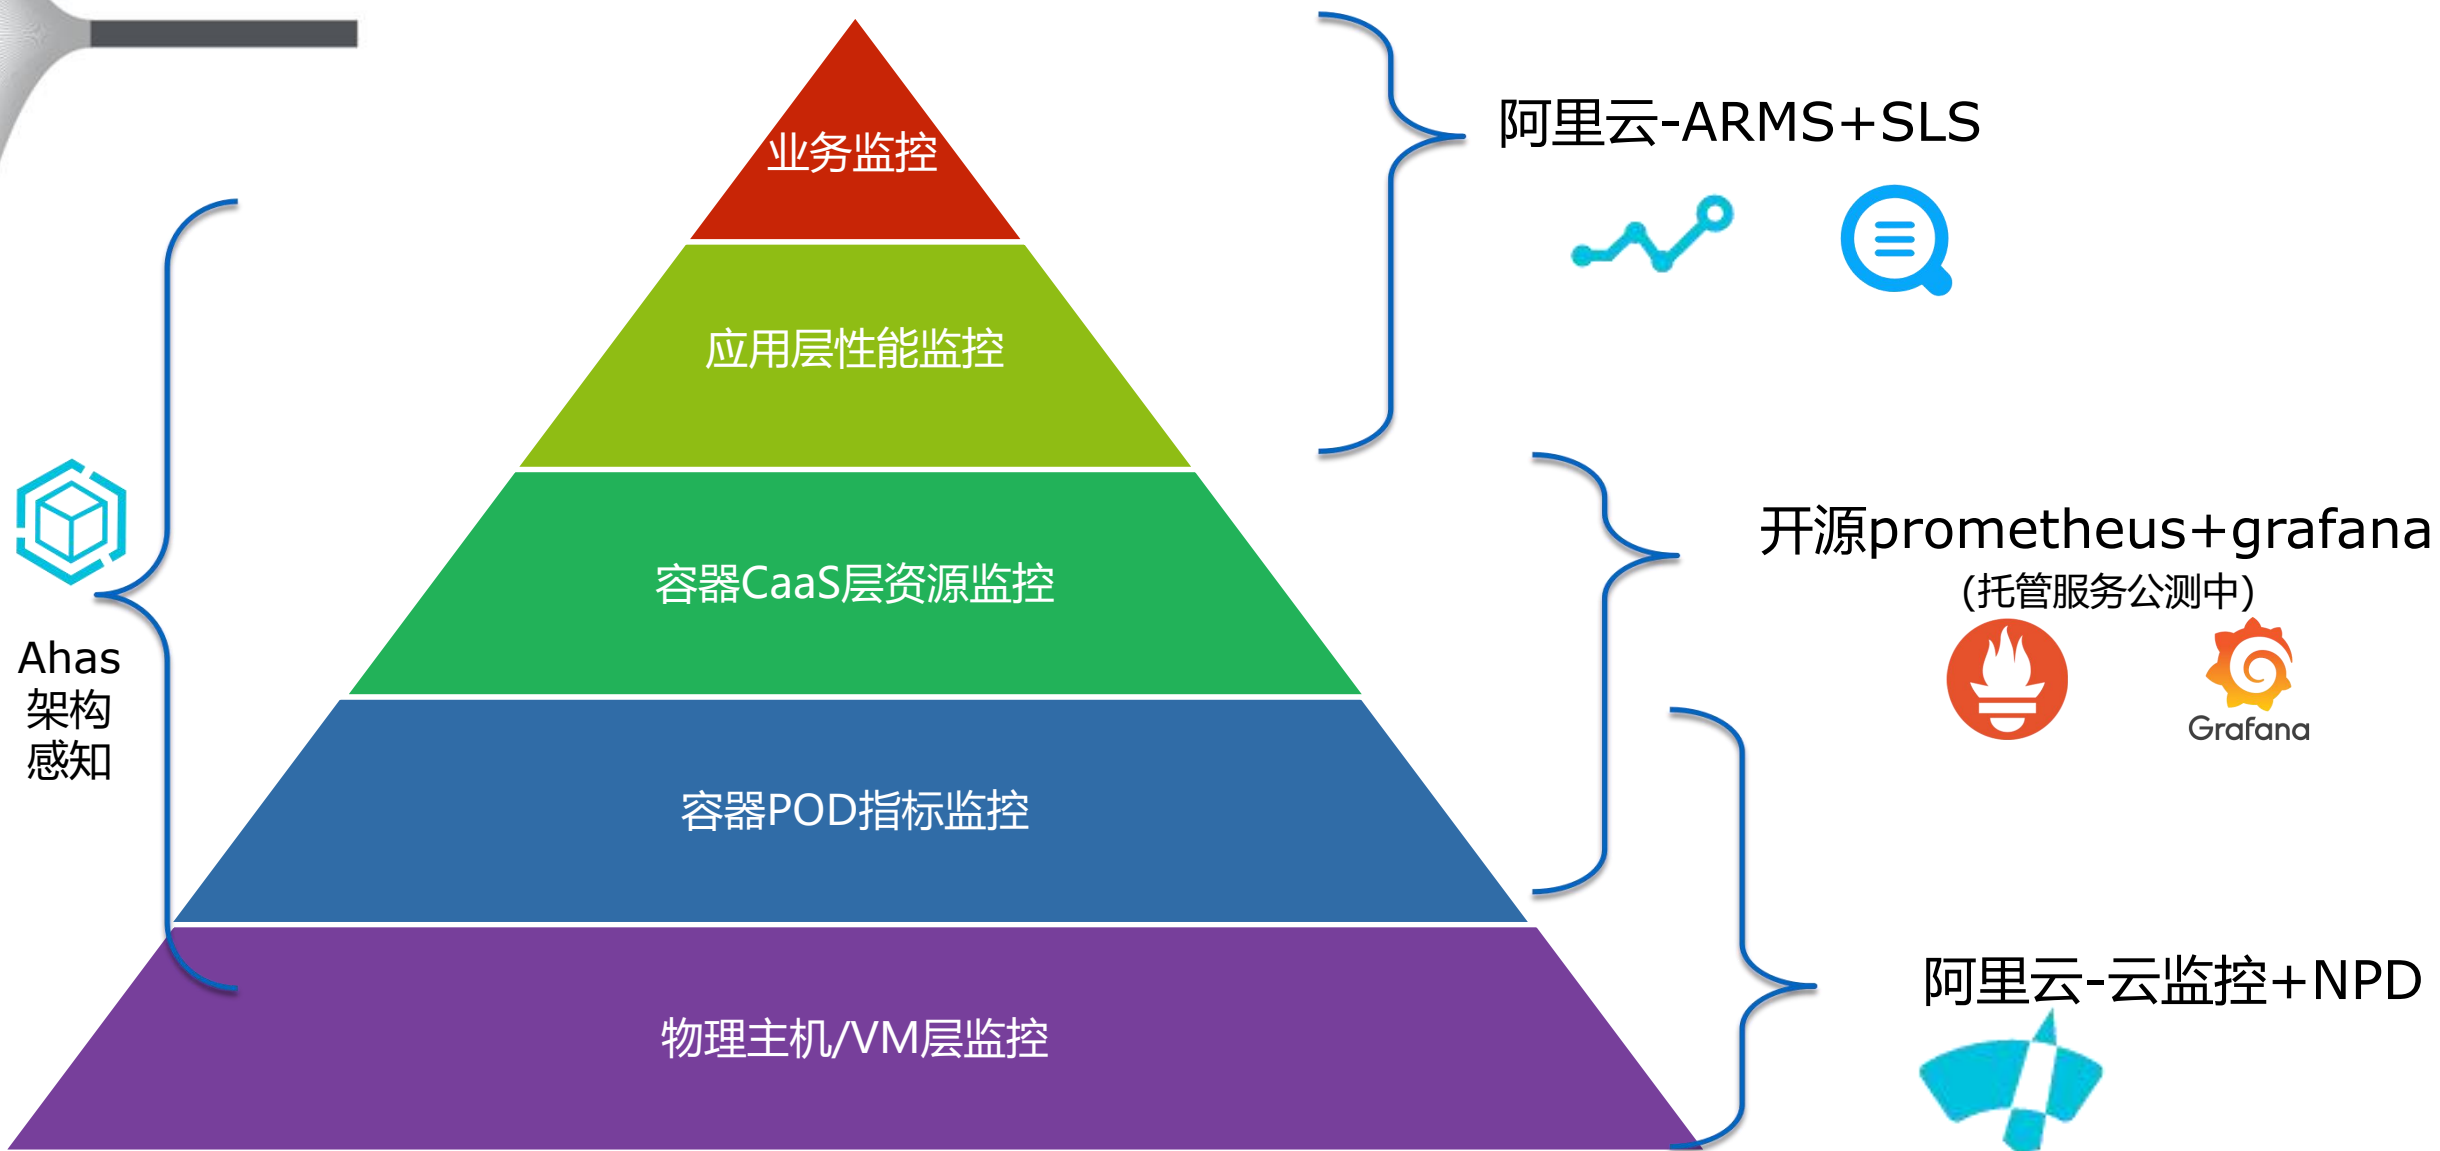 业务监控
应用层性能监控
容器CaaS层资源监控
容器POD指标监控
物理主机/VM层监控
Ahas
架构
感知
阿里云-ARMS+SLS
开源prometheus+grafana
(托管服务公测中)
Grafana
阿里云-云监控+NPD